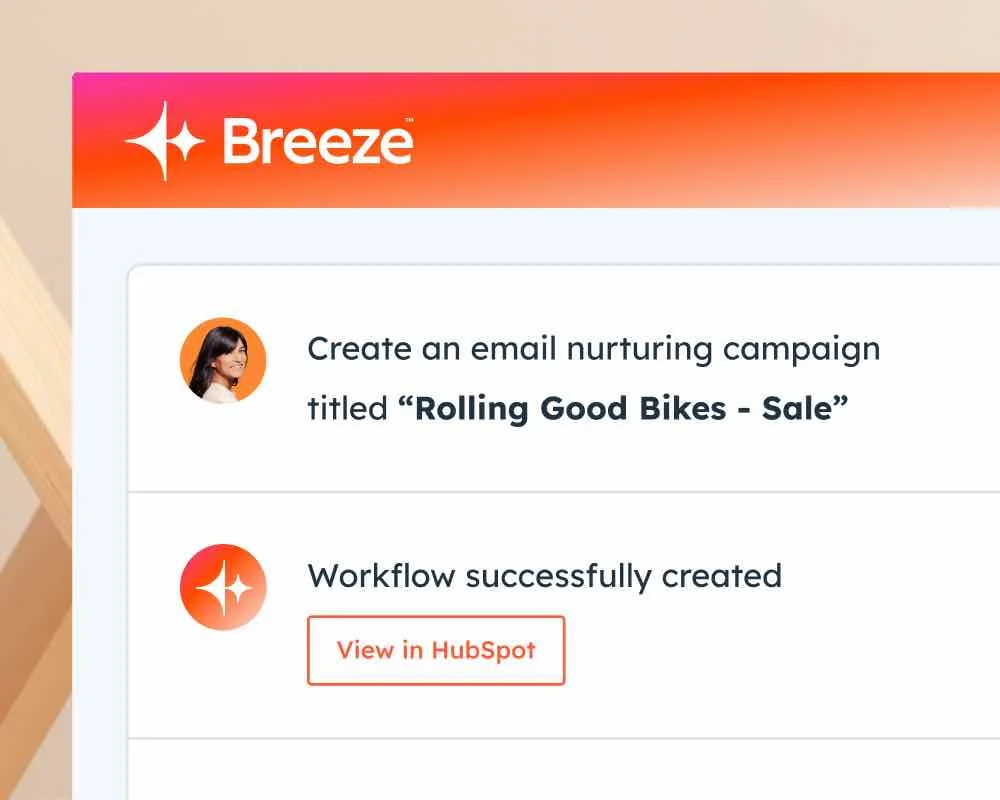 Breeze™
Create an email nurturing campaign
titled “Rolling Good Bikes - Sale”
Workflow successfully created
View in HubSpot